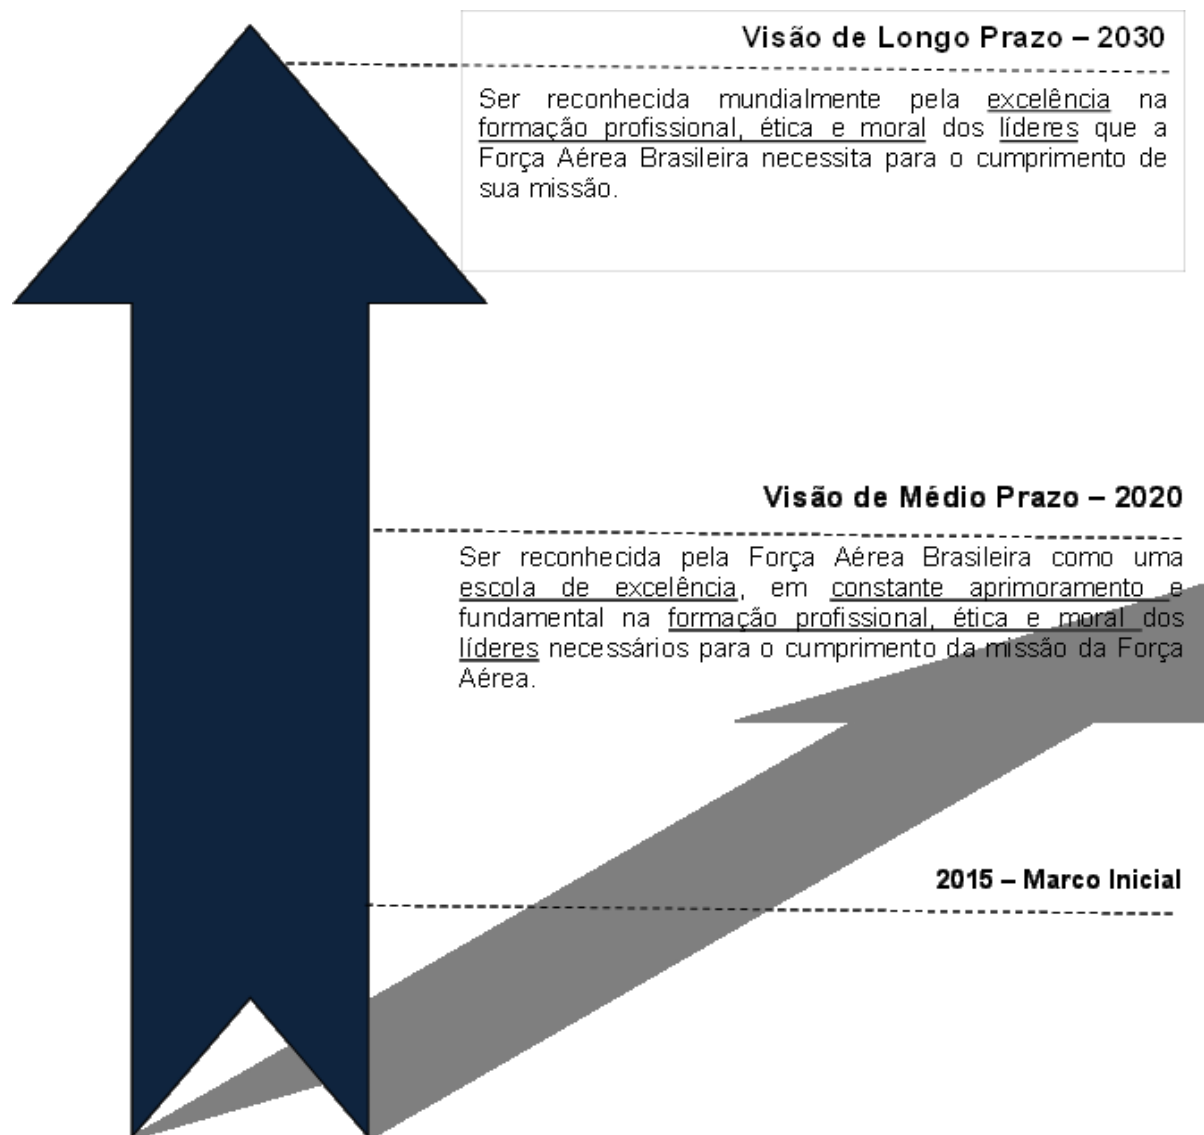 Visão de Longo Prazo – 2030
Ser reconhecida mundialmente pela excelência na
formação profissional, ética e moral dos líderes que a
Força Aérea Brasileira necessita para o cumprimento de
sua missão.
Visão de Médio Prazo – 2020
Ser reconhecida pela Força Aérea Brasileira como uma
escola de excelência, em constante aprimoramento e
fundamental na formação profissional, ética e moral dos
líderes necessários para o cumprimento da missão da Força
Aérea.
2015 – Marco Inicial